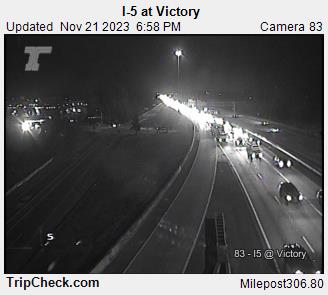 I-5 at Victory
Updated Nov 21 2023 6:58 PM Camera 83
T
S
83 - I5 @ Victory
TripCheck.com Milepost306.80